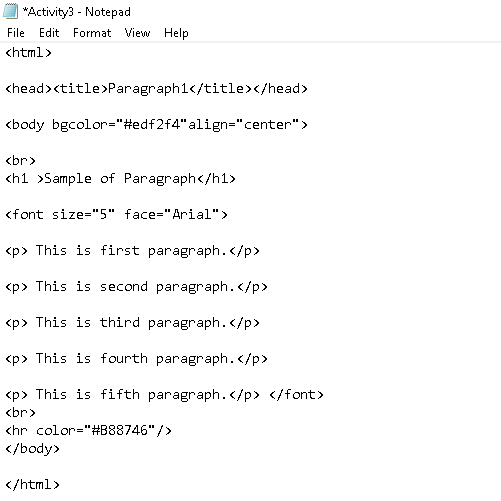 *Activity3 - Notepad
File Edit Format View Help
<html>
<head><title>Paragraph1</title></head>
<body bgcolor="#edf2f4"align="center">
<br>
<h1 >Sample of Paragraph</h1>
<font size="5" face="Arial">
<p> This is first paragraph.</p>
<p> This is second paragraph.</p>
<p> This is third paragraph.</p>
<p> This is fourth paragraph.</p>
<p> This is fifth paragraph.</p> </font>
<br>
<hr color="#B88746"/>
</body>
</html>